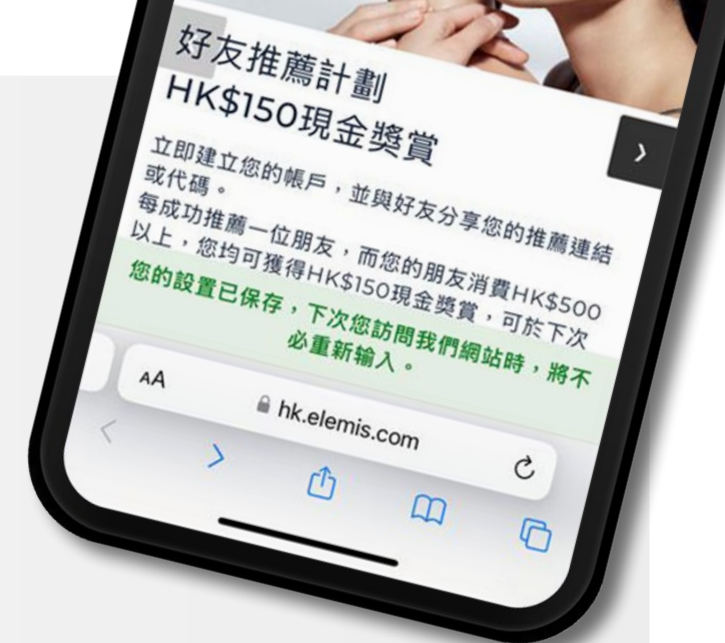 好友推薦計劃
HK$150現金獎賞
立即建立您的帳戶，並與好友分享您的推薦連結
或代碼。
每成功推薦一位朋友，而您的朋友消費HK$500
以上，您均可獲得HK$150現金獎賞，可於下次
您的設置已保存，下次您訪問我們網站時，將不
必重新输入。
AA
hk.elemis.com